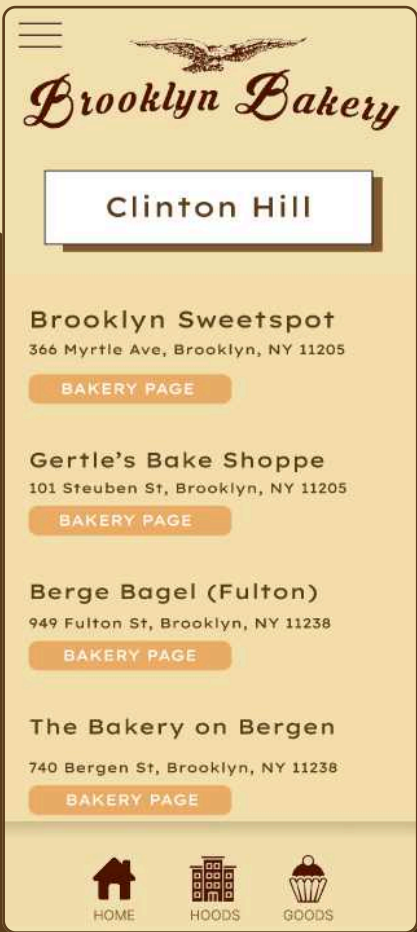 Brooklyn Bakery
Clinton Hill
Brooklyn Sweetspot
366 Myrtle Ave, Brooklyn, NY 11205
BAKERY PAGE
Gertle’s Bake Shoppe
101 Steuben St, Brooklyn, NY 11205
BAKERY PAGE
Berge Bagel (Fulton)
949 Fulton St, Brooklyn, NY 11238
BAKERY PAGE
The Bakery on Bergen
740 Bergen St, Brooklyn, NY 11238
BAKERY PAGE
HOME HOODS GOODS